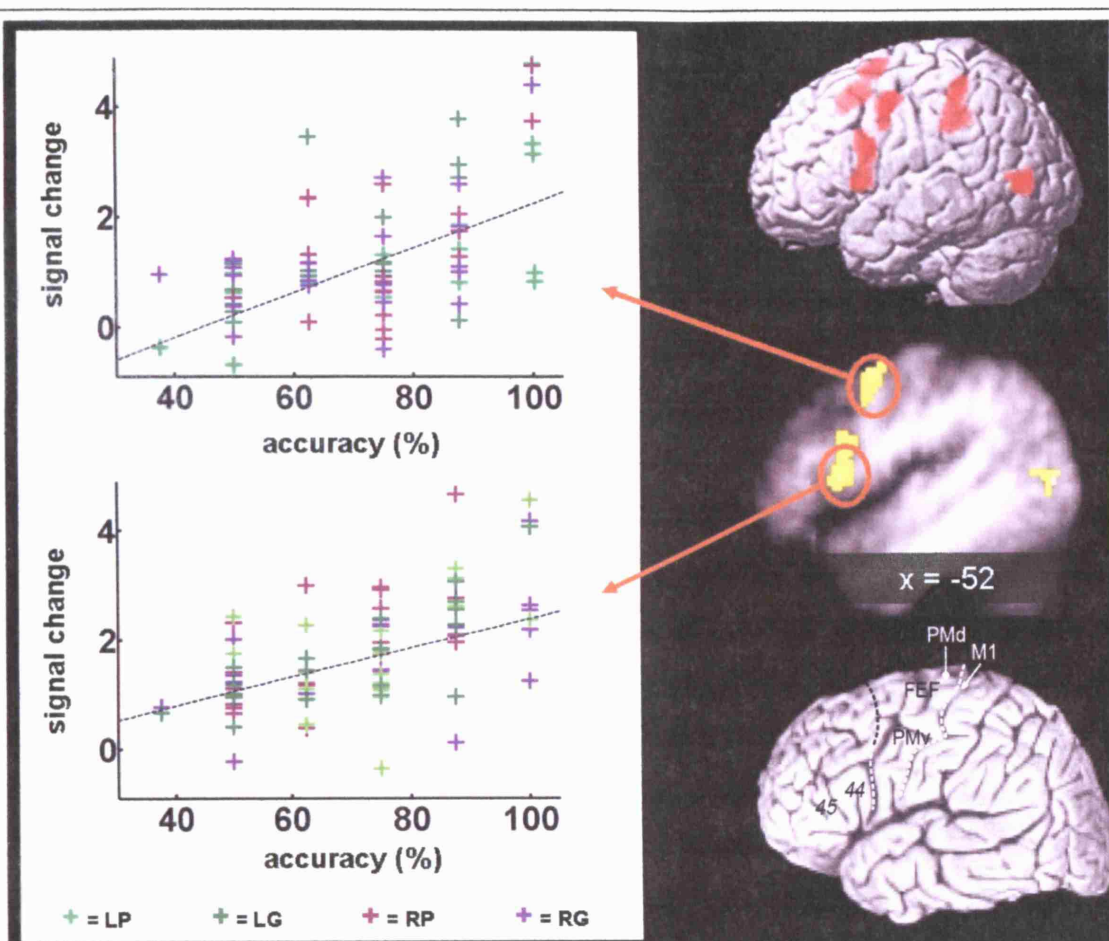 signal change
4
2
0
40 60 80 100
accuracy (%)
signal change
4
2
0
40 60 80 100
accuracy (%)
+ = LP + = LG + = RP + = RG
x = -52
PMd
M1
FEF
PMv
44
45